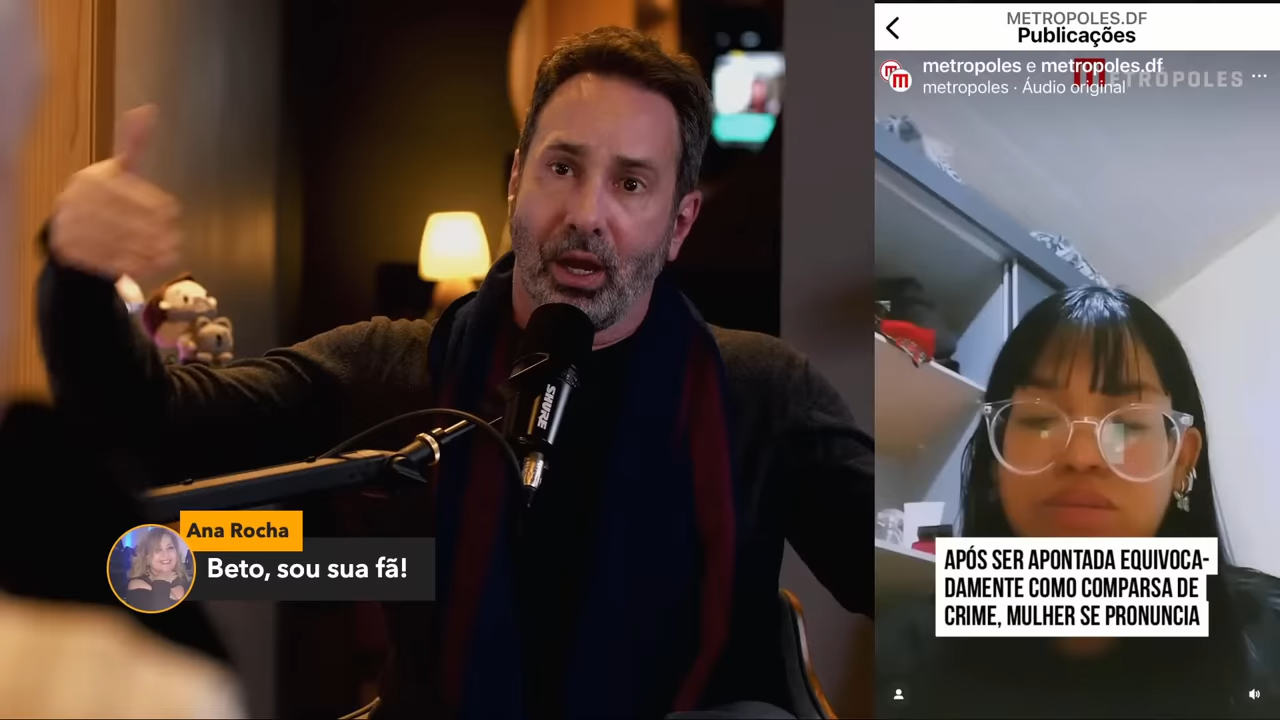 METROPOLES.DF
Publicações
metropoles e metropoles.df
METRÓPOLES
metropoles · Áudio original
SHURE
Ana Rocha
Beto, sou sua fã!
APÓS SER APONTADA EQUIVOCA-
DAMENTE COMO COMPARSA DE
CRIME, MULHER SE PRONUNCIA